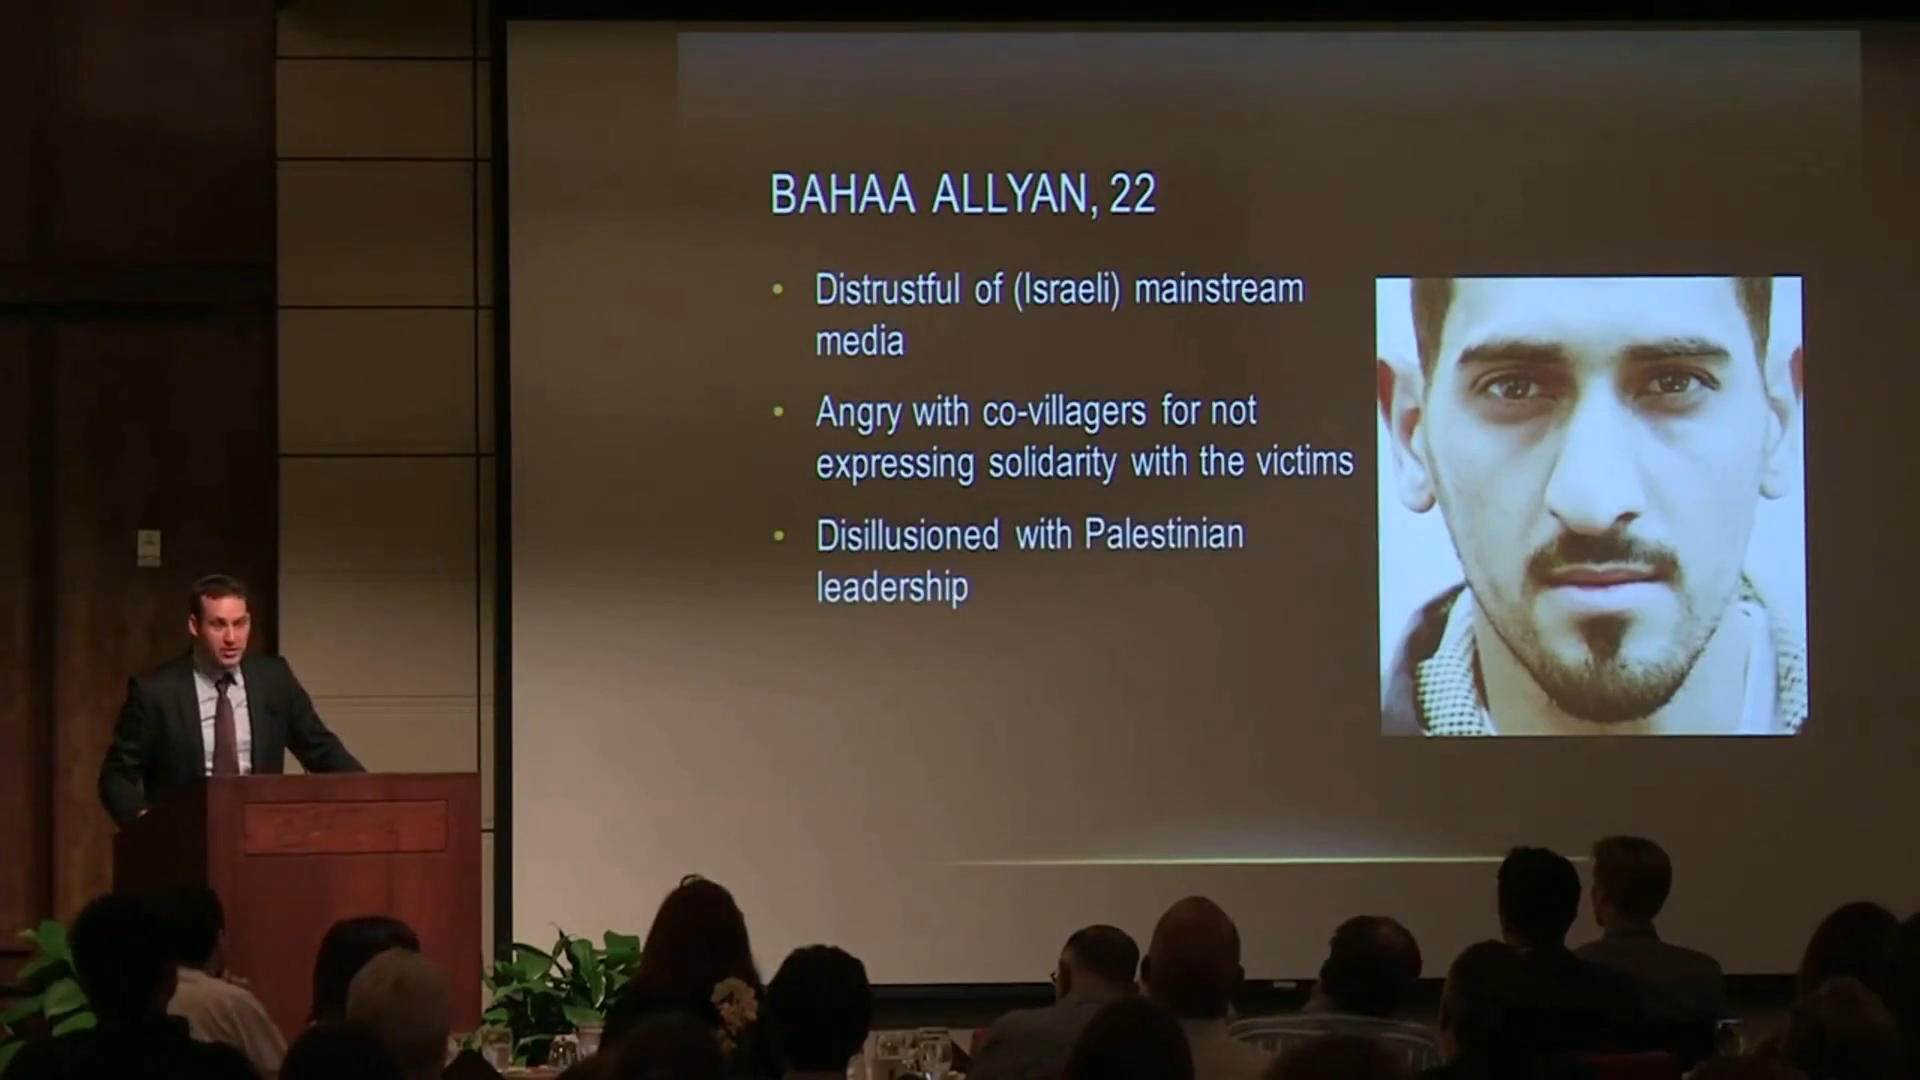 BAHAA ALLYAN, 22
• Distrustful of (Israeli) mainstream
media
• Angry with co-villagers for not
expressing solidarity with the victims
• Disillusioned with Palestinian
leadership